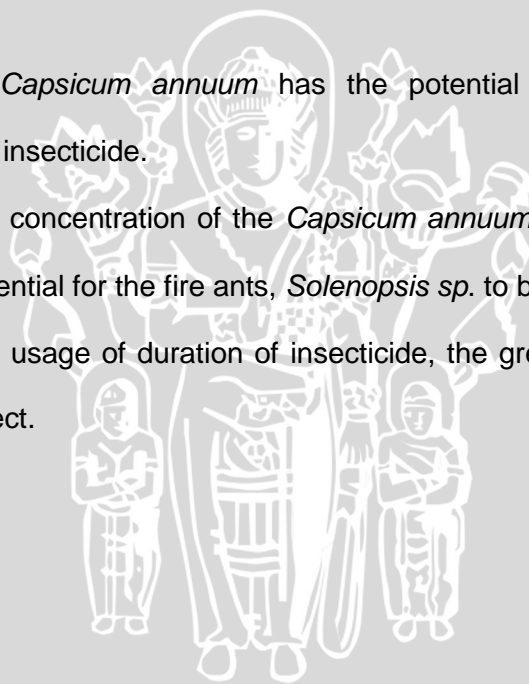 Capsicum annuum has the potential
insecticide.
concentration of the Capsicum annuum
ential for the fire ants, Solenopsis sp. to b
usage of duration of insecticide, the gr
ect.